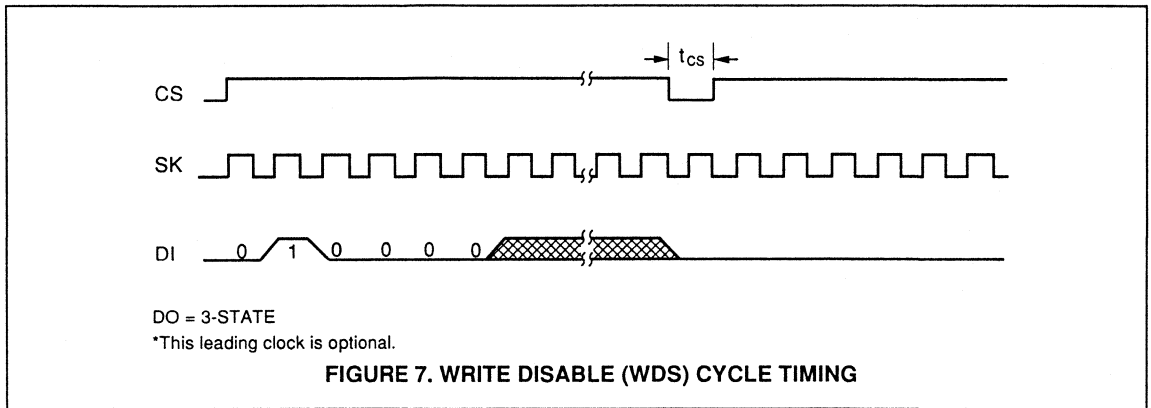 tCS
CS
SK
DI 0 1 0 0 0 0
DO = 3-STATE
*This leading clock is optional.
FIGURE 7. WRITE DISABLE (WDS) CYCLE TIMING